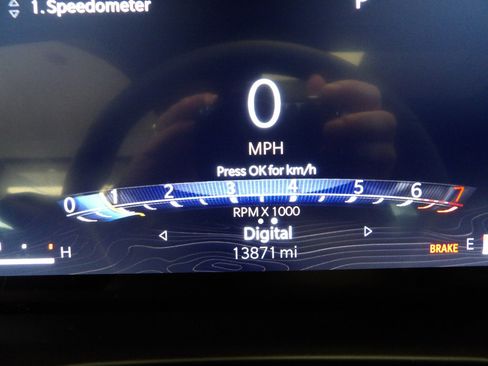 1. Speedometer
P
0
MPH
Press OK for km/h
0 1 2 3 4 5 6 7
RPM X 1000
Digital
H
BRAKE E
13871 mi